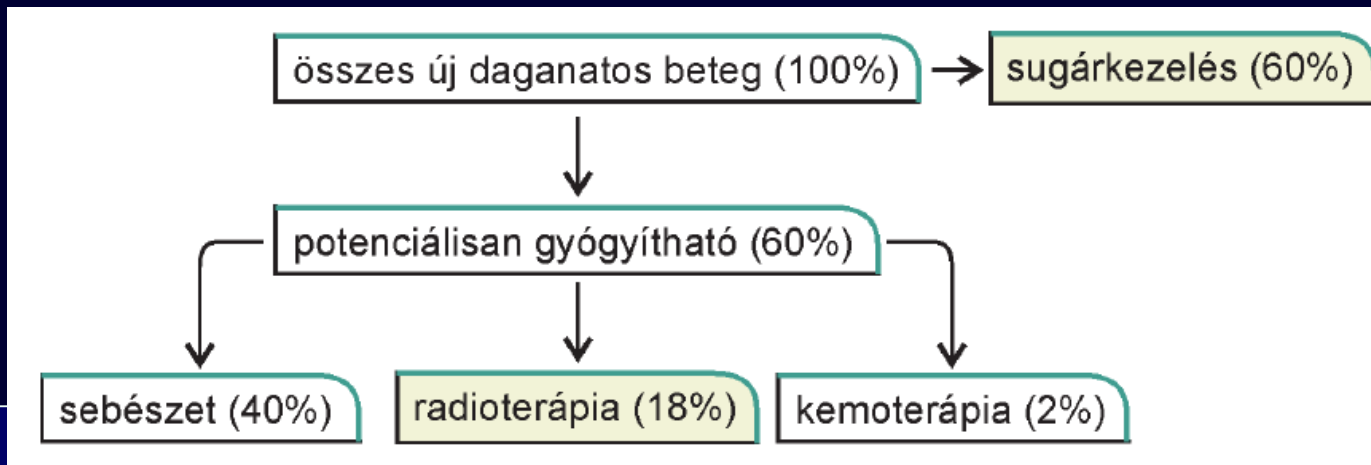 összes új daganatos beteg (100%)
sugárkezelés (60%)
potenciálisan gyógyítható (60%)
sebészet (40%)
radioterápia (18%)
kemoterápia (2%)